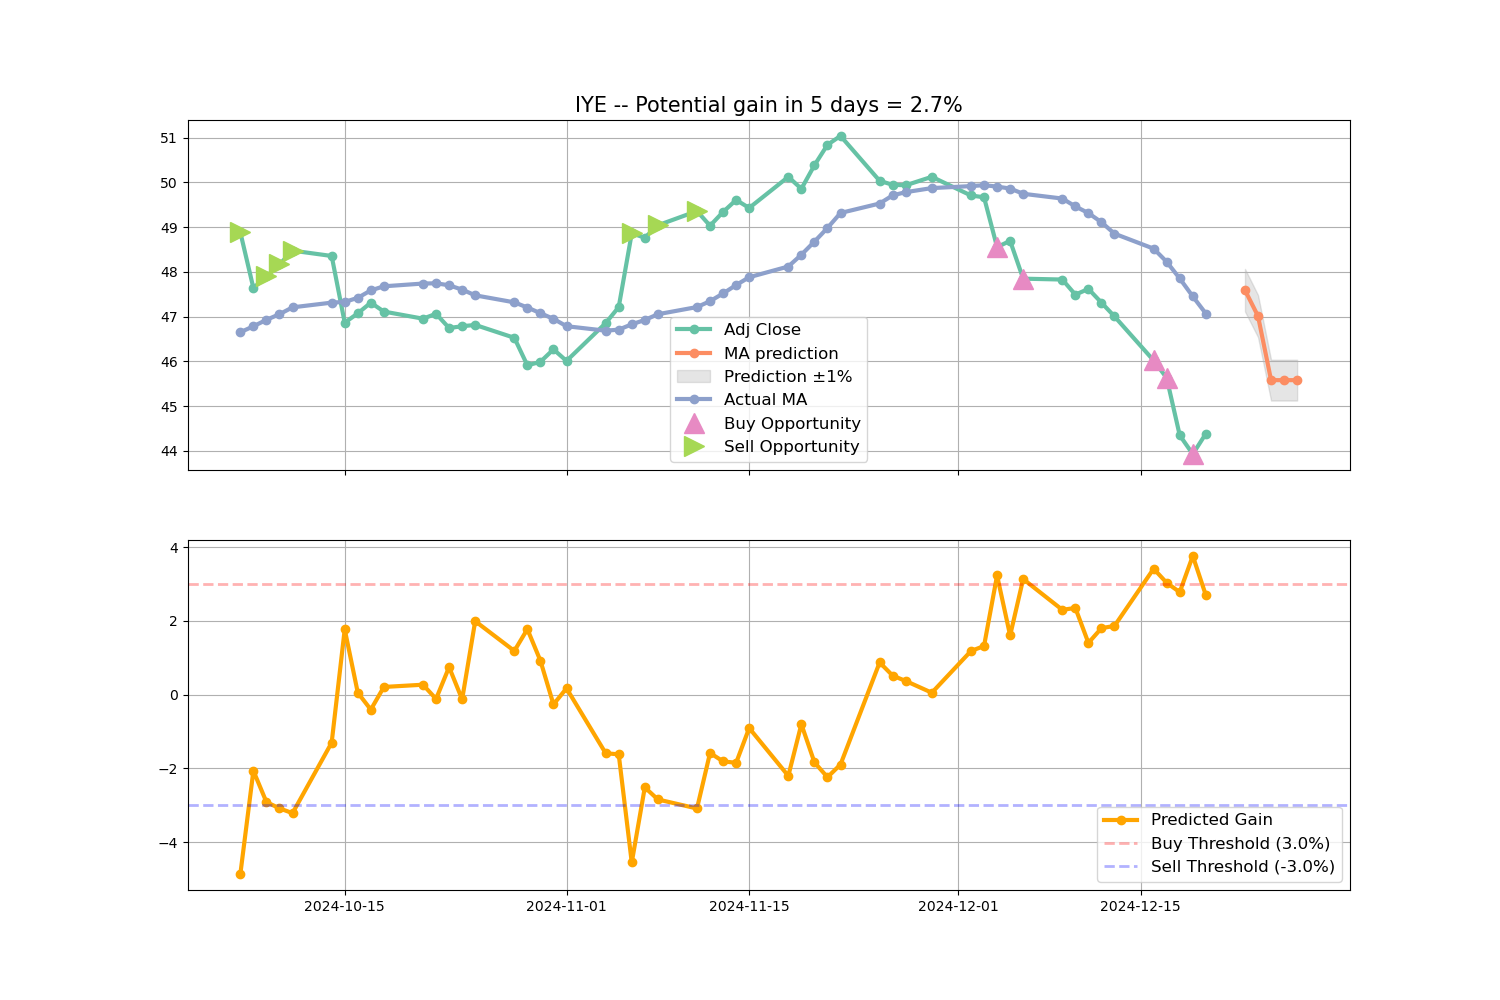 IYE -- Potential gain in 5 days = 2.7%
51
50
49
48
47
46
45
44
Adj Close
MA prediction
Prediction ±1%
Actual MA
Buy Opportunity
Sell Opportunity
4
2
0
−2
−4
Predicted Gain
Buy Threshold (3.0%)
Sell Threshold (-3.0%)
2024-10-15
2024-11-01
2024-11-15
2024-12-01
2024-12-15